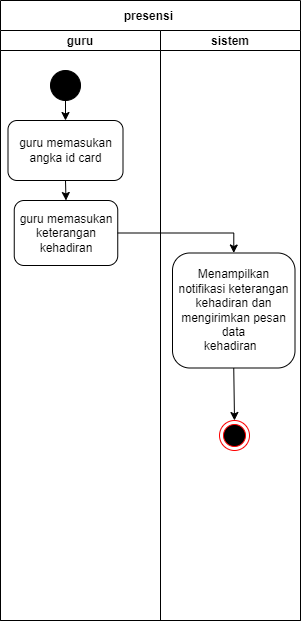 presensi
guru
sistem
guru memasukan
angka id card
guru memasukan
keterangan
kehadiran
Menampilkan
notifikasi keterangan
kehadiran dan
mengirimkan pesan
data
kehadiran